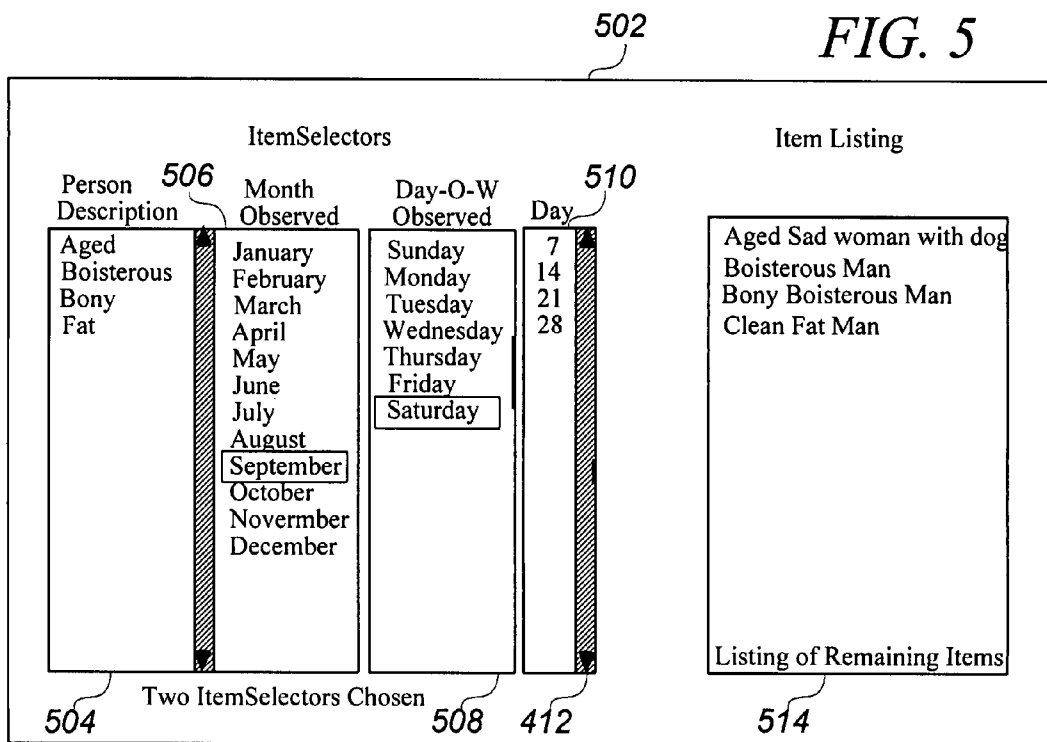 FIG. 5
502
ItemSelectors
Item Listing
Person Description
506
Month Observed
Day-O-W Observed
Day
510
Aged
Boisterous
Bony
Fat
January
February
March
April
May
June
July
August
September
October
Novermber
December
Sunday
Monday
Tuesday
Wednesday
Thursday
Friday
Saturday
7
14
21
28
Aged Sad woman with dog
Boisterous Man
Bony Boisterous Man
Clean Fat Man
Listing of Remaining Items
Two ItemSelectors Chosen
504
508
412
514